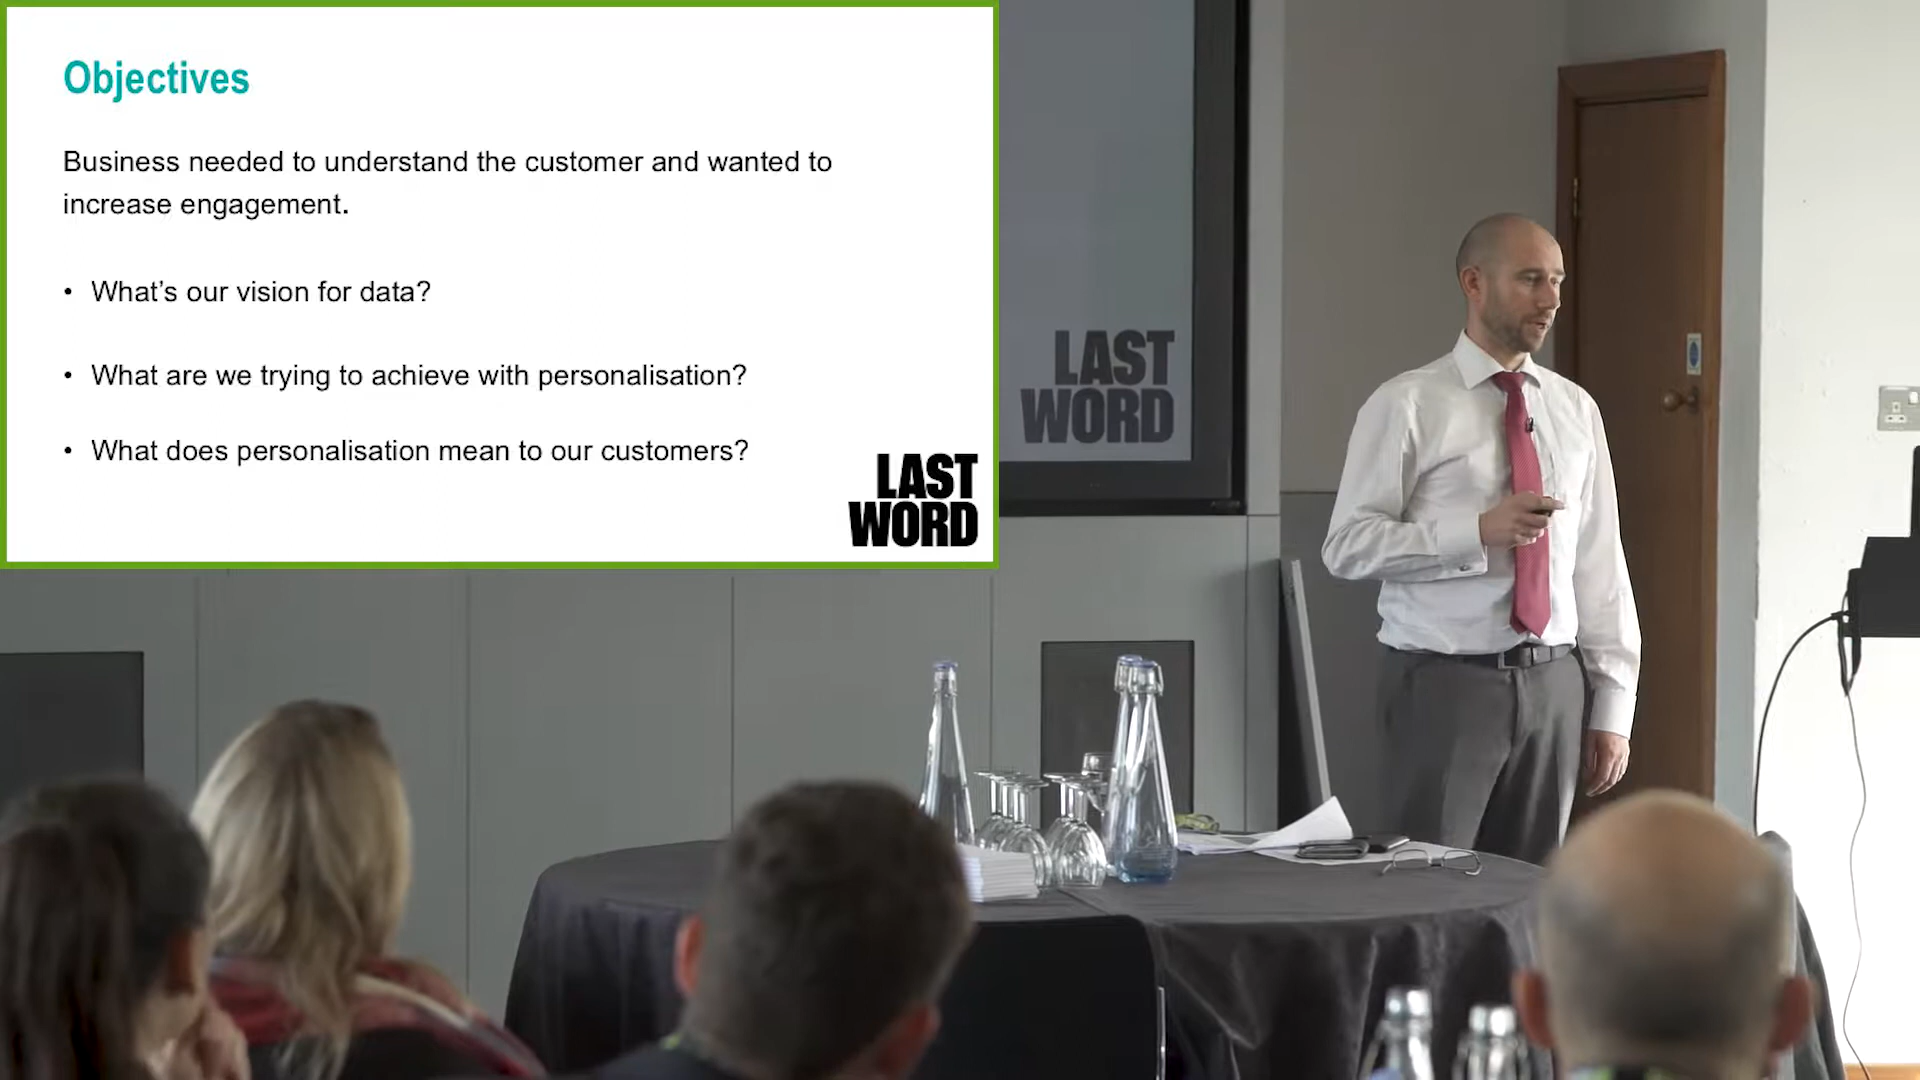 Objectives
Business needed to understand the customer and wanted to
increase engagement.
• What's our vision for data?
• What are we trying to achieve with personalisation?
• What does personalisation mean to our customers?
LAST
WORD
LAST
WORD